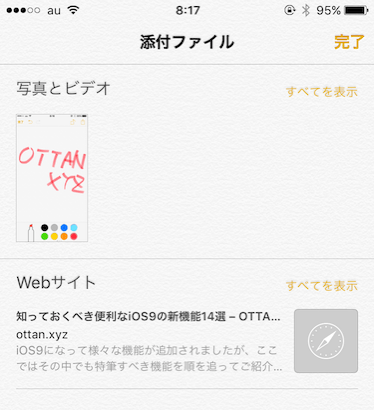 au 8:17 95%
添付ファイル 完了
写真とビデオ すべてを表示
OTTAN
XYZ
Webサイト すべてを表示
知っておくべき便利なiOS9の新機能14選 – OTTA...
ottan.xyz
iOS9になって様々な機能が追加されましたが、ここ
ではその中でも特筆すべき機能を順を追ってご紹介...